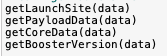 getLaunchSite(data)
getPayloadData(data)
getCoreData(data)
getBoosterVersion(data)